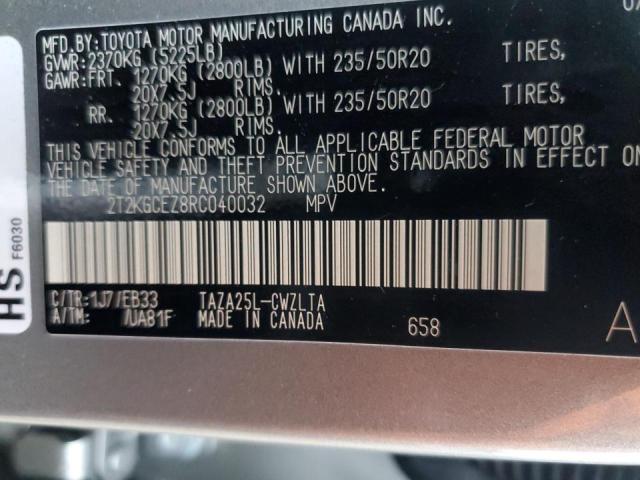 MFD.BY:TOYOTA MOTOR MANUFACTURING CANADA INC.
GVWR:2370KG (5225LB)
GAWR:FRT. 1270KG (2800LB) WITH 235/50R20 TIRES,
20X7.5J RIMS.
RR. 1270KG (2800LB) WITH 235/50R20 TIRES,
20X7.5J RIMS.
THIS VEHICLE CONFORMS TO ALL APPLICABLE FEDERAL MOTOR
VEHICLE SAFETY AND THEFT PREVENTION STANDARDS IN EFFECT
THE DATE OF MANUFACTURE SHOWN ABOVE.
2T2KGCEZ8RC040032 MPV
C/TR:1J7/EB33 TAZA25L-CWZLTA
A/TM: /UA81F MADE IN CANADA 658
A
HS F6030